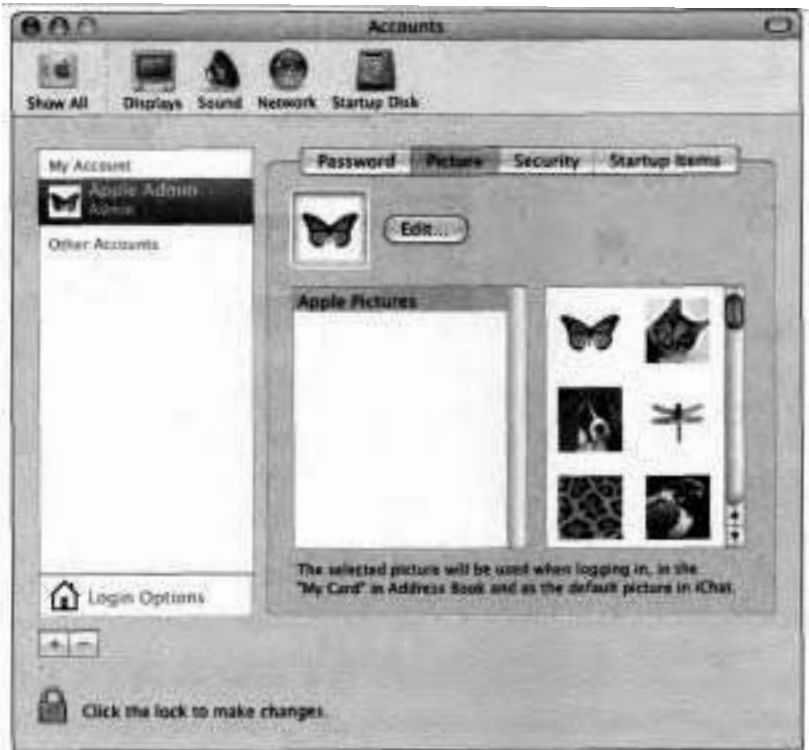 Accounts
Show All
Displays
Sound
Network
Startup Disk
My Account
Apple Admin
Admin
Other Accounts
Login Options
Password
Picture
Security
Startup Items
Edit...
Apple Pictures
The selected picture will be used when logging in, in the
"My Card" in Address Book and as the default picture in iChat.
+
−
Click the lock to make changes.